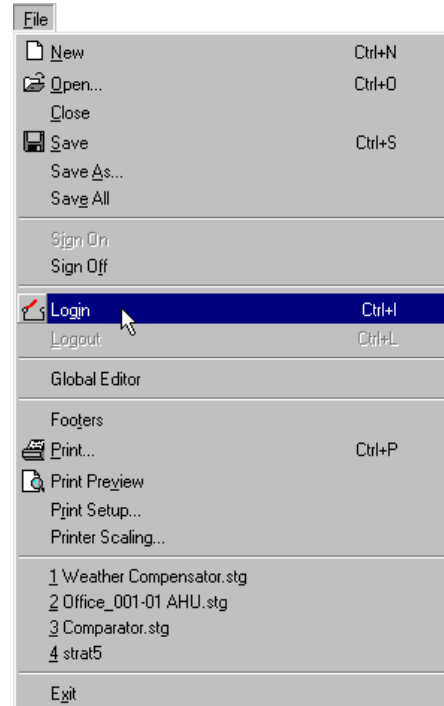 File
New Ctrl+N
Open... Ctrl+O
Close
Save Ctrl+S
Save As...
Save All
Sign On
Sign Off
Login Ctrl+I
Logout Ctrl+L
Global Editor
Footers
Print... Ctrl+P
Print Preview
Print Setup...
Printer Scaling...
1 Weather Compensator.stg
2 Office_001-01 AHU.stg
3 Comparator.stg
4 strat5
Exit